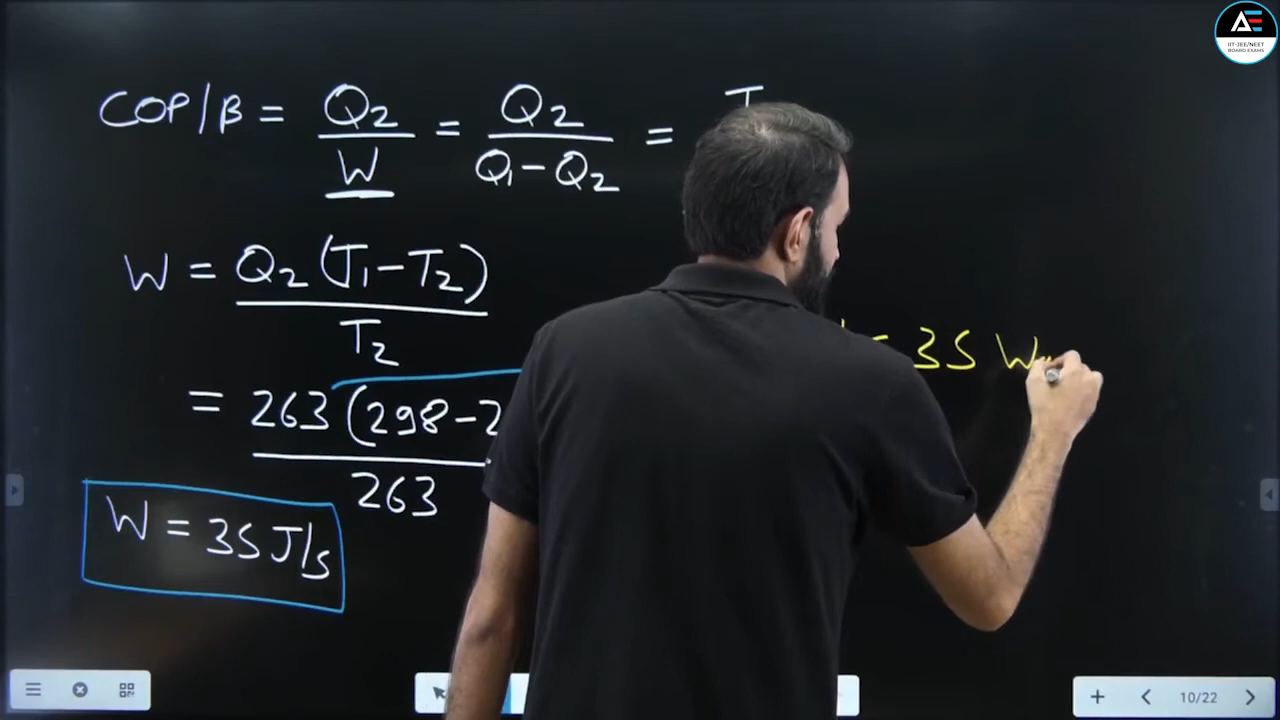 AE
IIT-JEE/NEET
BOARD EXAMS
COP/β = Q₂/W = Q₂/(Q₁-Q₂) = T
W = Q₂(T₁-T₂)/T₂
= 263(298-2
263
= 35 W
W = 35 J/s
10/22